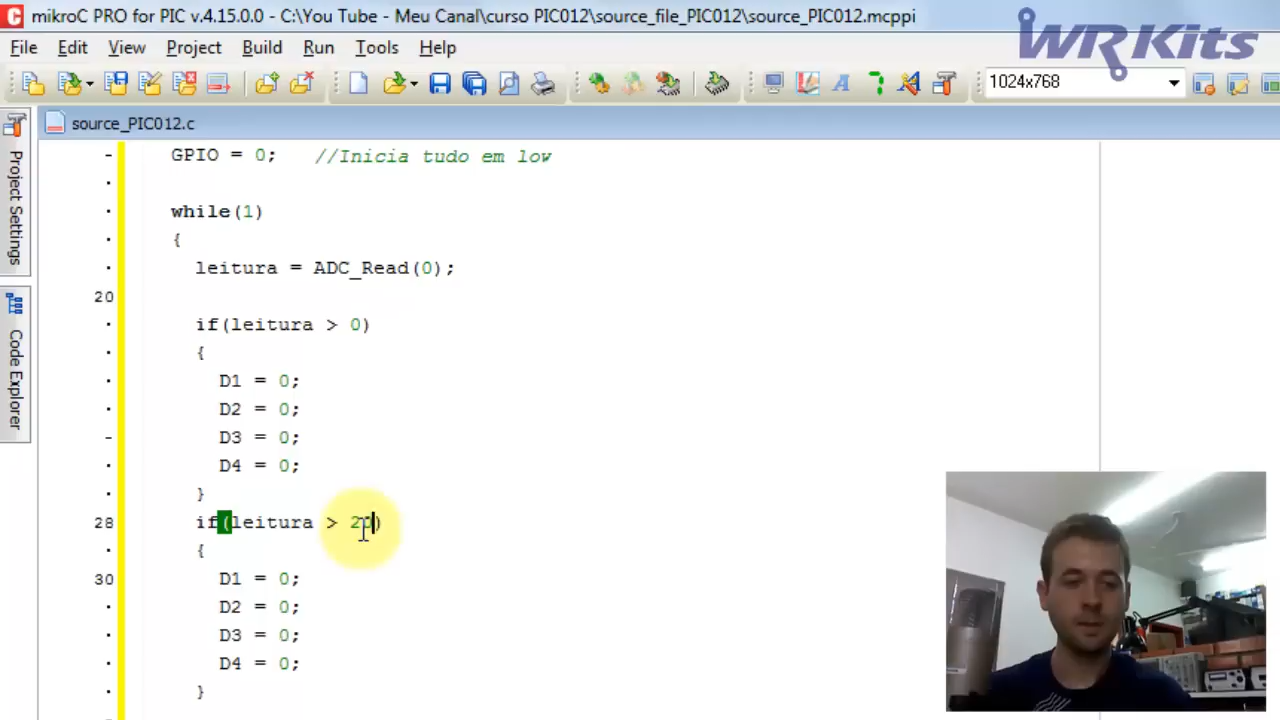 mikroC PRO for PIC v.4.15.0.0 - C:\You Tube - Meu Canal\curso PIC012\source_file_PIC012\source_PIC012.mcppi
File Edit View Project Build Run Tools Help
WR Kits
1024x768
source_PIC012.c
Project Settings
Code Explorer
GPIO = 0; //Inicia tudo em low
while(1)
{
leitura = ADC_Read(0);
20
if(leitura > 0)
{
D1 = 0;
D2 = 0;
D3 = 0;
D4 = 0;
}
28 if(leitura > 20)
{
30 D1 = 0;
D2 = 0;
D3 = 0;
D4 = 0;
}